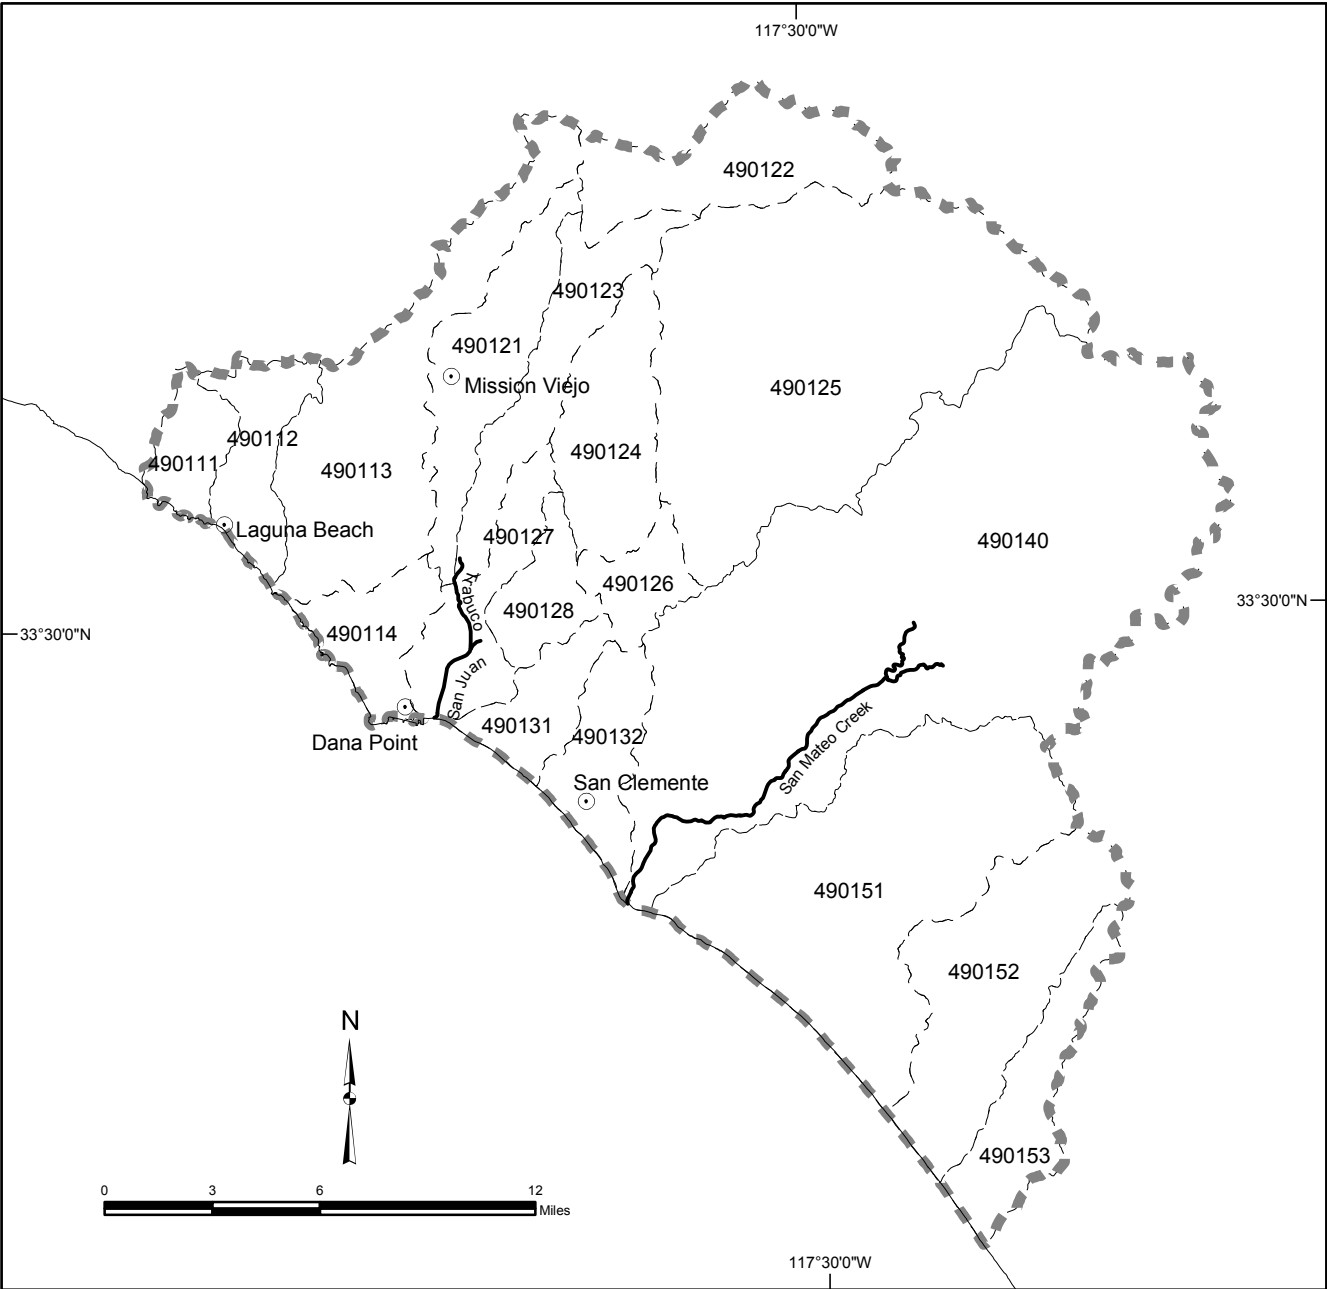 117°30'0"W
490122
490123
490121
Mission Viejo
490125
490112
490124
490111
490113
Laguna Beach
490127
490140
490126
Trabuco
33°30'0"N
490128
490114
33°30'0"N
San Juan
490131
490132
Dana Point
San Mateo Creek
San Clemente
490151
490152
N
490153
0 3 6 12
Miles
117°30'0"W